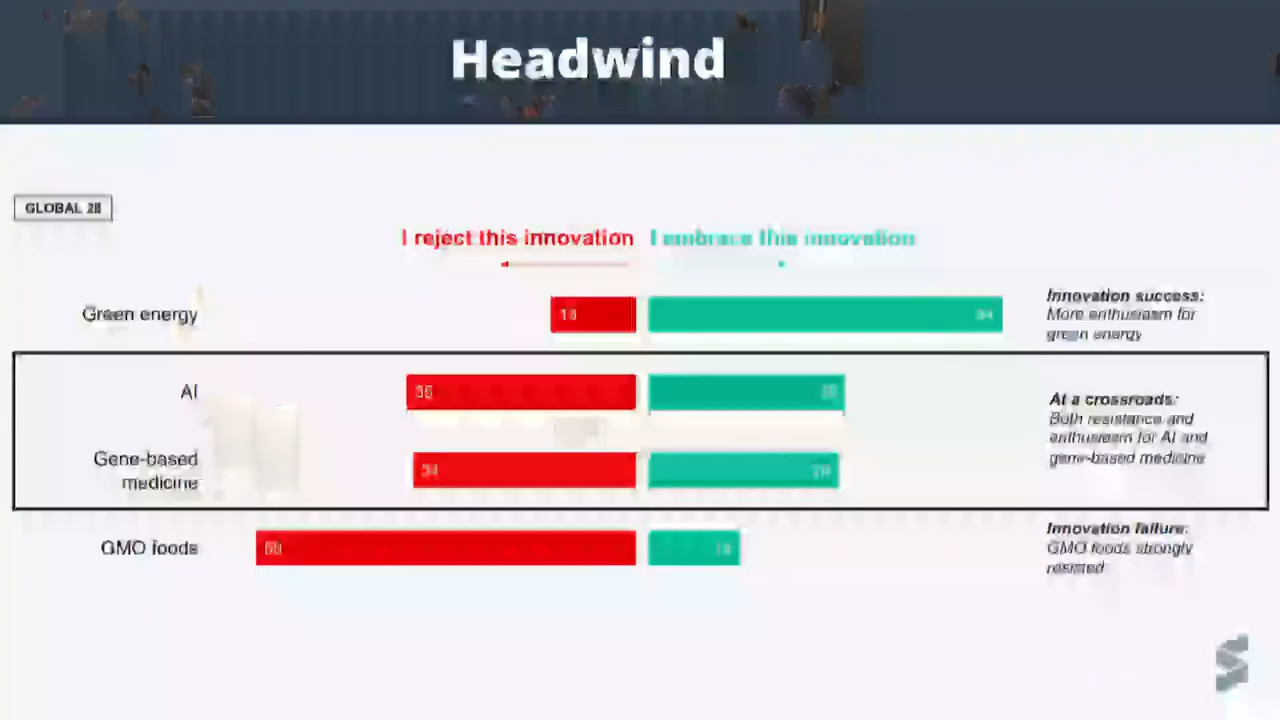 Headwind
GLOBAL 28
I reject this innovation
I embrace this innovation
Green energy
Innovation success:
More enthusiasm for
green energy
AI
35
At a crossroads:
Both resistance and
enthusiasm for AI and
gene-based medicine
Gene-based
medicine
GMO foods
Innovation failure:
GMO foods strongly
resisted